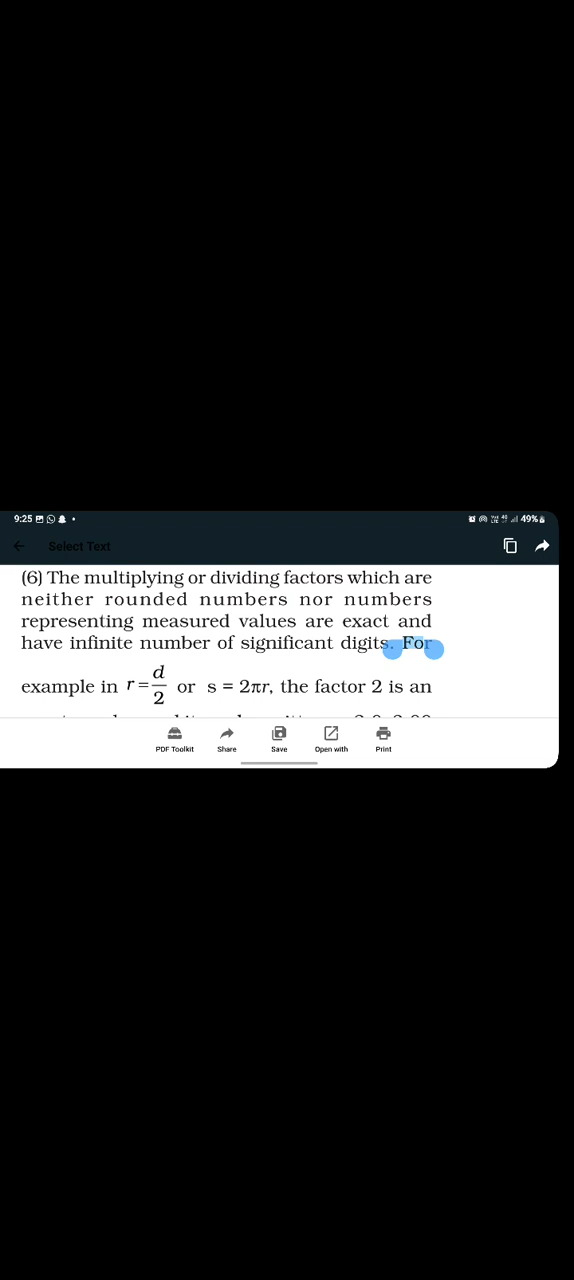 9:25
49%
Select Text
(6) The multiplying or dividing factors which are
neither rounded numbers nor numbers
representing measured values are exact and
have infinite number of significant digits. For
example in r = d/2 or s = 2πr, the factor 2 is an
PDF Toolkit Share Save Open with Print